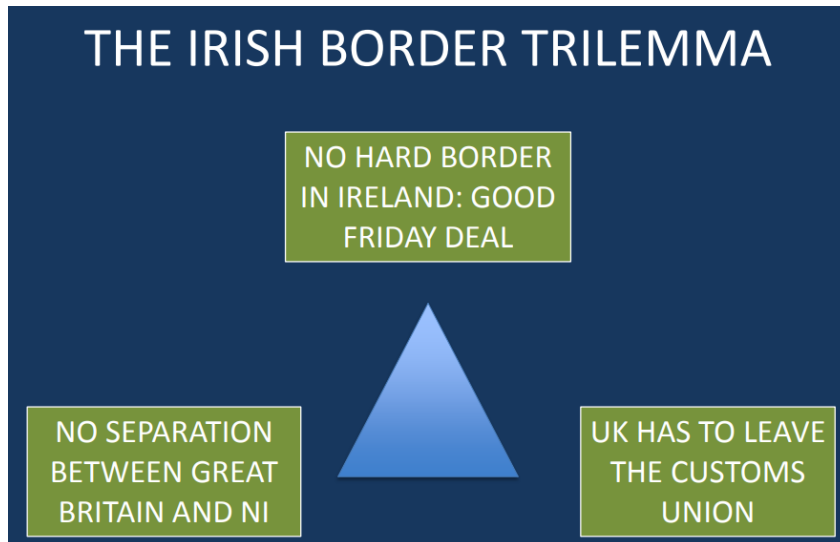 THE IRISH BORDER TRILEMMA
NO HARD BORDER
IN IRELAND: GOOD
FRIDAY DEAL
NO SEPARATION
BETWEEN GREAT
BRITAIN AND NI
UK HAS TO LEAVE
THE CUSTOMS
UNION